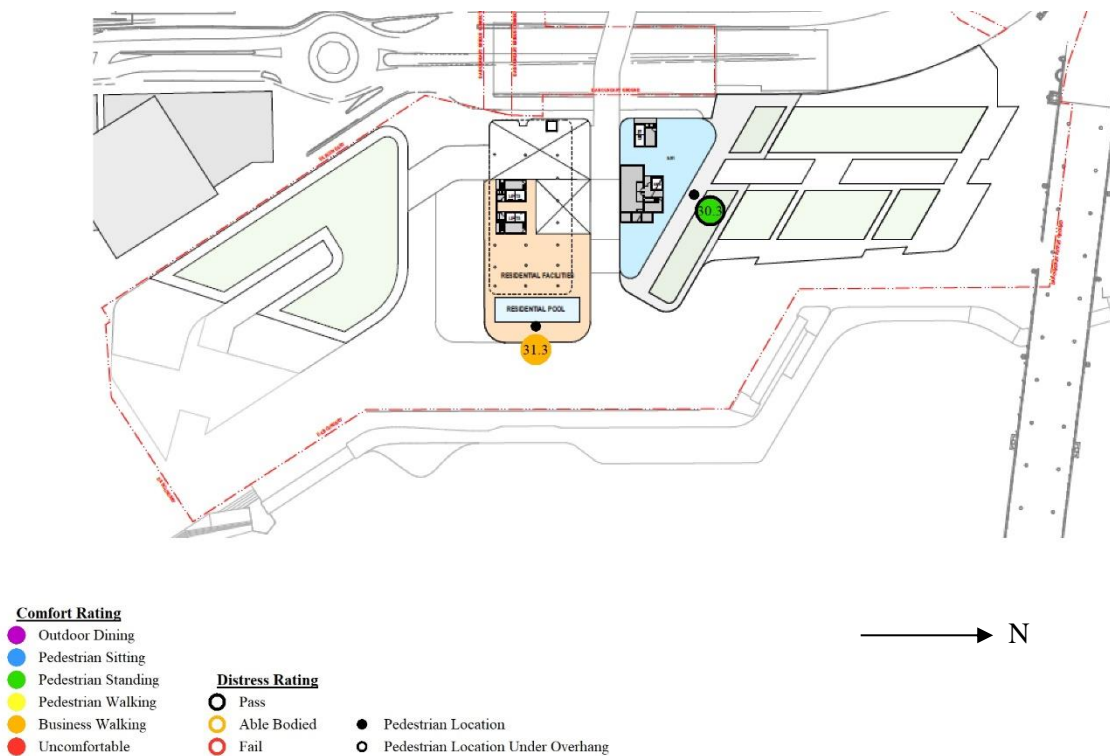 30.3
RESIDENTIAL FACILITIES
RESIDENTIAL POOL
31.3
N
Comfort Rating
Outdoor Dining
Pedestrian Sitting
Pedestrian Standing
Pedestrian Walking
Business Walking
Uncomfortable
Distress Rating
Pass
Able Bodied
Fail
Pedestrian Location
Pedestrian Location Under Overhang